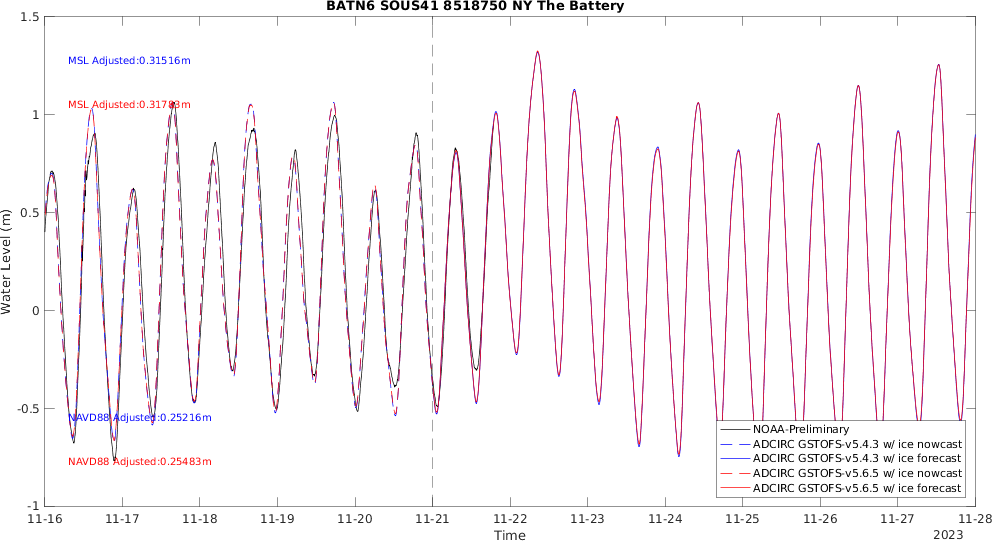 BATN6 SOUS41 8518750 NY The Battery
1.5
1
0.5
0
-0.5
-1
Water Level (m)
MSL Adjusted:0.31516m
MSL Adjusted:0.31783m
NAVD88 Adjusted:0.25216m
NAVD88 Adjusted:0.25483m
NOAA-Preliminary
ADCIRC GSTOFS-v5.4.3 w/ ice nowcast
ADCIRC GSTOFS-v5.4.3 w/ ice forecast
ADCIRC GSTOFS-v5.6.5 w/ ice nowcast
ADCIRC GSTOFS-v5.6.5 w/ ice forecast
11-16 11-17 11-18 11-19 11-20 11-21 11-22 11-23 11-24 11-25 11-26 11-27 11-28
Time
2023